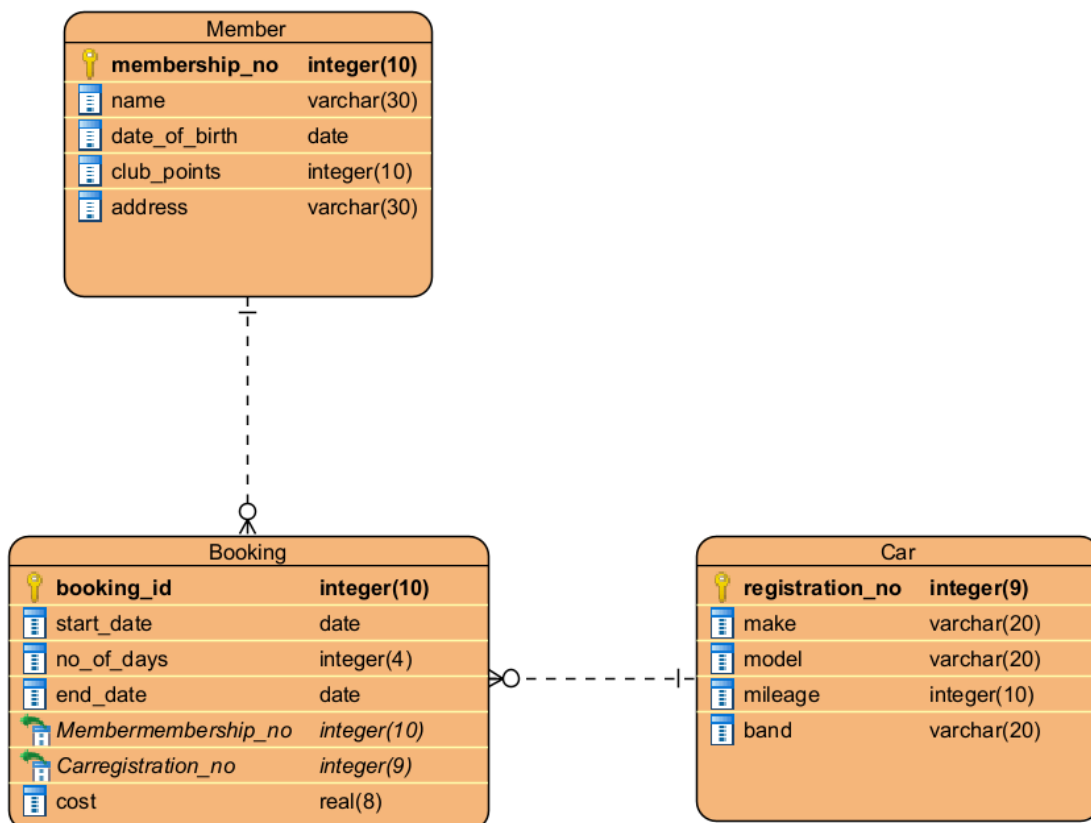 Member
membership_no integer(10)
name varchar(30)
date_of_birth date
club_points integer(10)
address varchar(30)
Booking
booking_id integer(10)
start_date date
no_of_days integer(4)
end_date date
Membermembership_no integer(10)
Carregistration_no integer(9)
cost real(8)
Car
registration_no integer(9)
make varchar(20)
model varchar(20)
mileage integer(10)
band varchar(20)